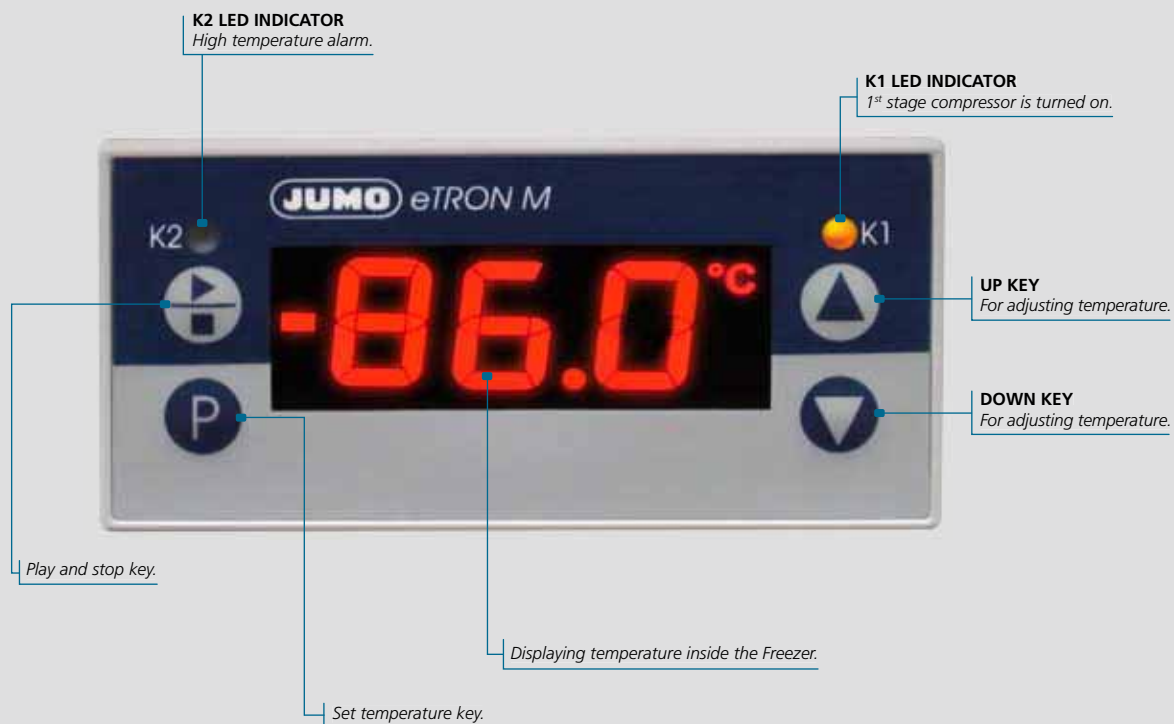 K2 LED INDICATOR
High temperature alarm.
K1 LED INDICATOR
1st stage compressor is turned on.
JUMO eTRON M
K2
K1
-86.0 °C
UP KEY
For adjusting temperature.
P
DOWN KEY
For adjusting temperature.
Play and stop key.
Displaying temperature inside the Freezer.
Set temperature key.